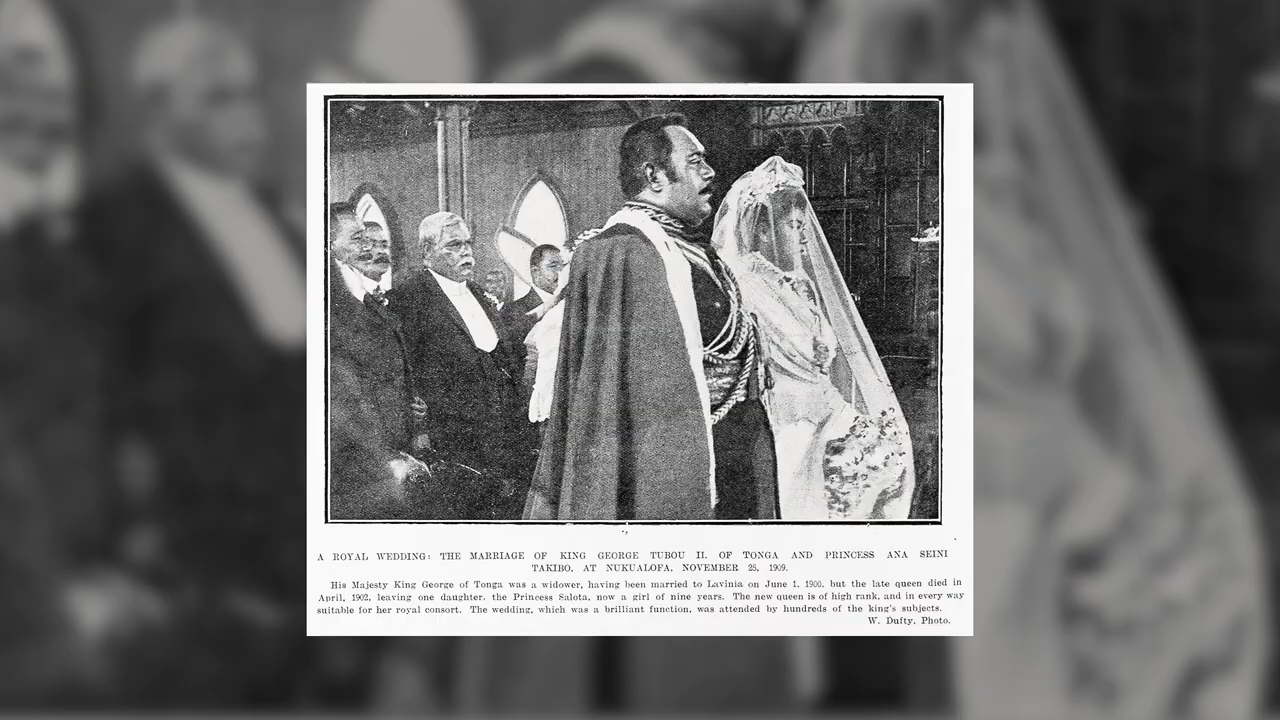 A ROYAL WEDDING: THE MARRIAGE OF KING GEORGE TUBOU II. OF TONGA AND PRINCESS ANA SEINI
TAKIBO, AT NUKUALOFA, NOVEMBER 25, 1909.
His Majesty King George of Tonga was a widower, having been married to Lavinia on June 1, 1900, but the late queen died in
April, 1902, leaving one daughter, the Princess Salota, now a girl of nine years. The new queen is of high rank, and in every way
suitable for her royal consort. The wedding, which was a brilliant function, was attended by hundreds of the king's subjects.
W. Dufty, Photo.